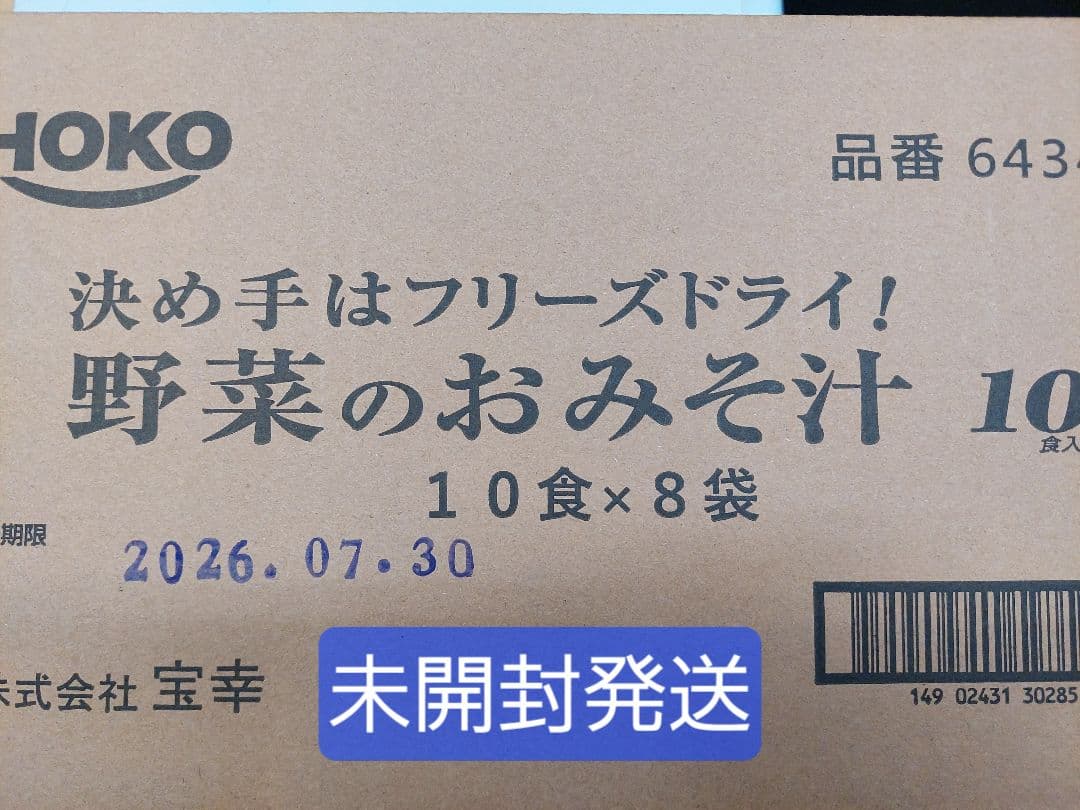 HOKO
品番 6434
決め手はフリーズドライ!
野菜のおみそ汁 10
食入
10食×8袋
期限
2026.07.30
株式会社 宝幸
未開封発送
149 02431 30285